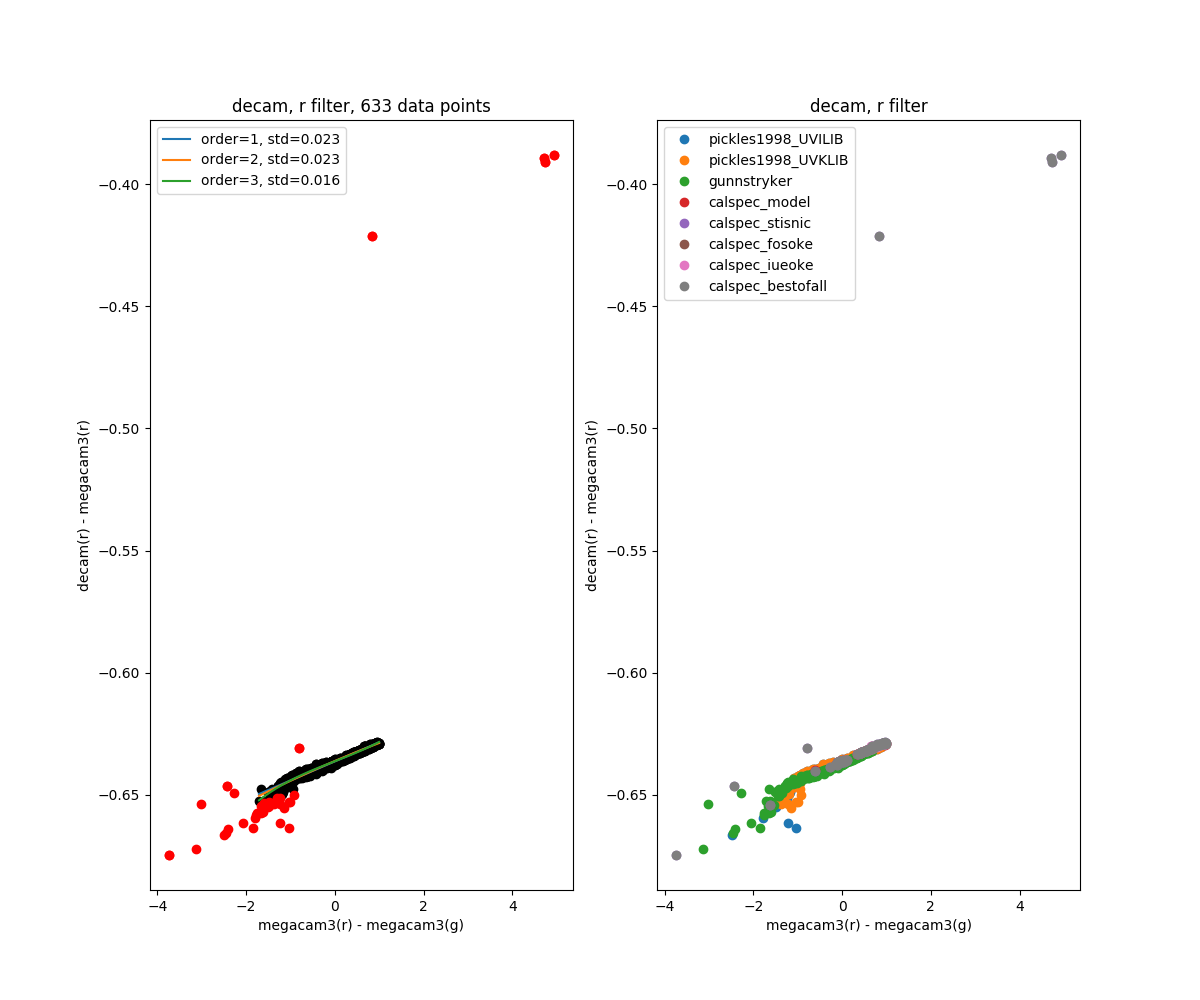 decam, r filter, 633 data points
order=1, std=0.023
order=2, std=0.023
order=3, std=0.016
−0.40
−0.45
−0.50
−0.55
−0.60
−0.65
decam(r) - megacam3(r)
−4
−2
0
2
4
megacam3(r) - megacam3(g)
decam, r filter
pickles1998_UVILIB
pickles1998_UVKLIB
gunnstryker
calspec_model
calspec_stisnic
calspec_fosoke
calspec_iueoke
calspec_bestofall
−0.40
−0.45
−0.50
−0.55
−0.60
−0.65
decam(r) - megacam3(r)
−4
−2
0
2
4
megacam3(r) - megacam3(g)